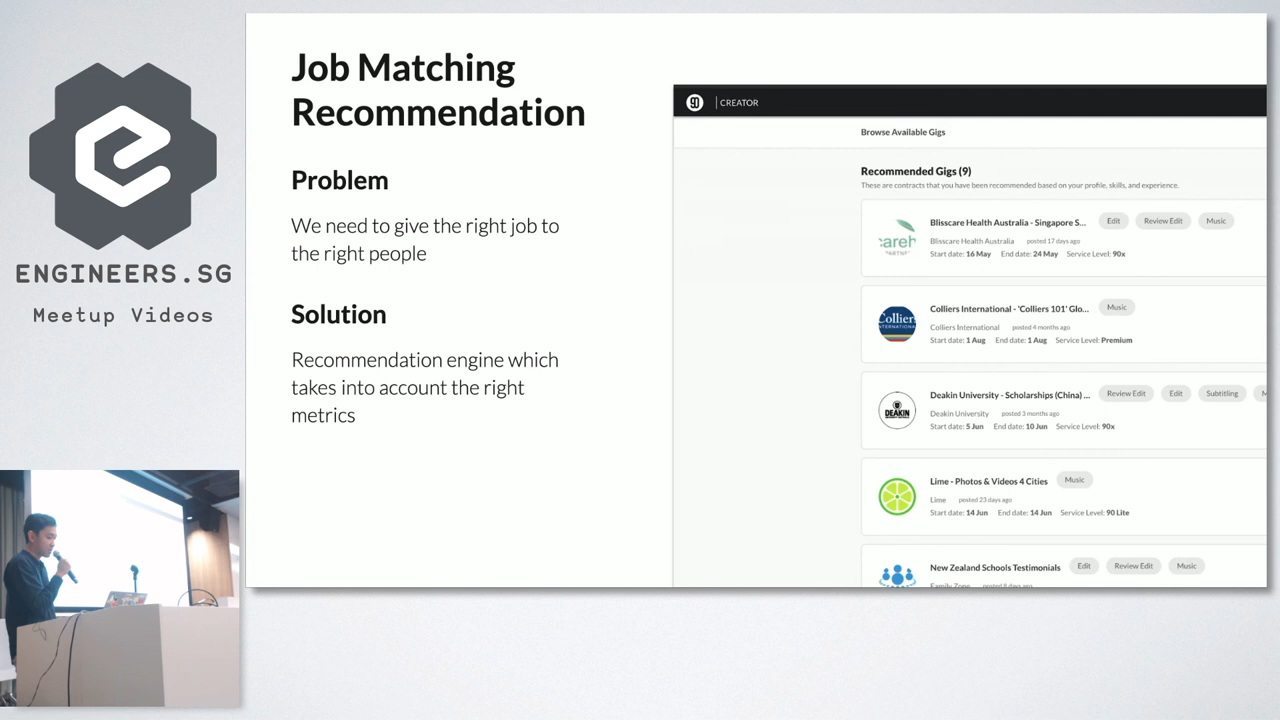 ENGINEERS.SG
Meetup Videos
Job Matching
Recommendation
Problem
We need to give the right job to
the right people
Solution
Recommendation engine which
takes into account the right
metrics
90 | CREATOR
Browse Available Gigs
Recommended Gigs (9)
These are contracts that you have been recommended based on your profile, skills, and experience.
Blisscare Health Australia - Singapore S... Edit Review Edit Music
Blisscare Health Australia posted 17 days ago
Start date: 16 May End date: 24 May Service Level: 90x
Colliers International - 'Colliers 101' Glo... Music
Colliers International posted 4 months ago
Start date: 1 Aug End date: 1 Aug Service Level: Premium
DEAKIN
Deakin University - Scholarships (China) ... Review Edit Edit Subtitling
Deakin University posted 3 months ago
Start date: 5 Jun End date: 10 Jun Service Level: 90x
Lime - Photos & Videos 4 Cities Music
Lime posted 23 days ago
Start date: 14 Jun End date: 14 Jun Service Level: 90 Lite
New Zealand Schools Testimonials Edit Review Edit Music
Family Zone posted 8 days ago